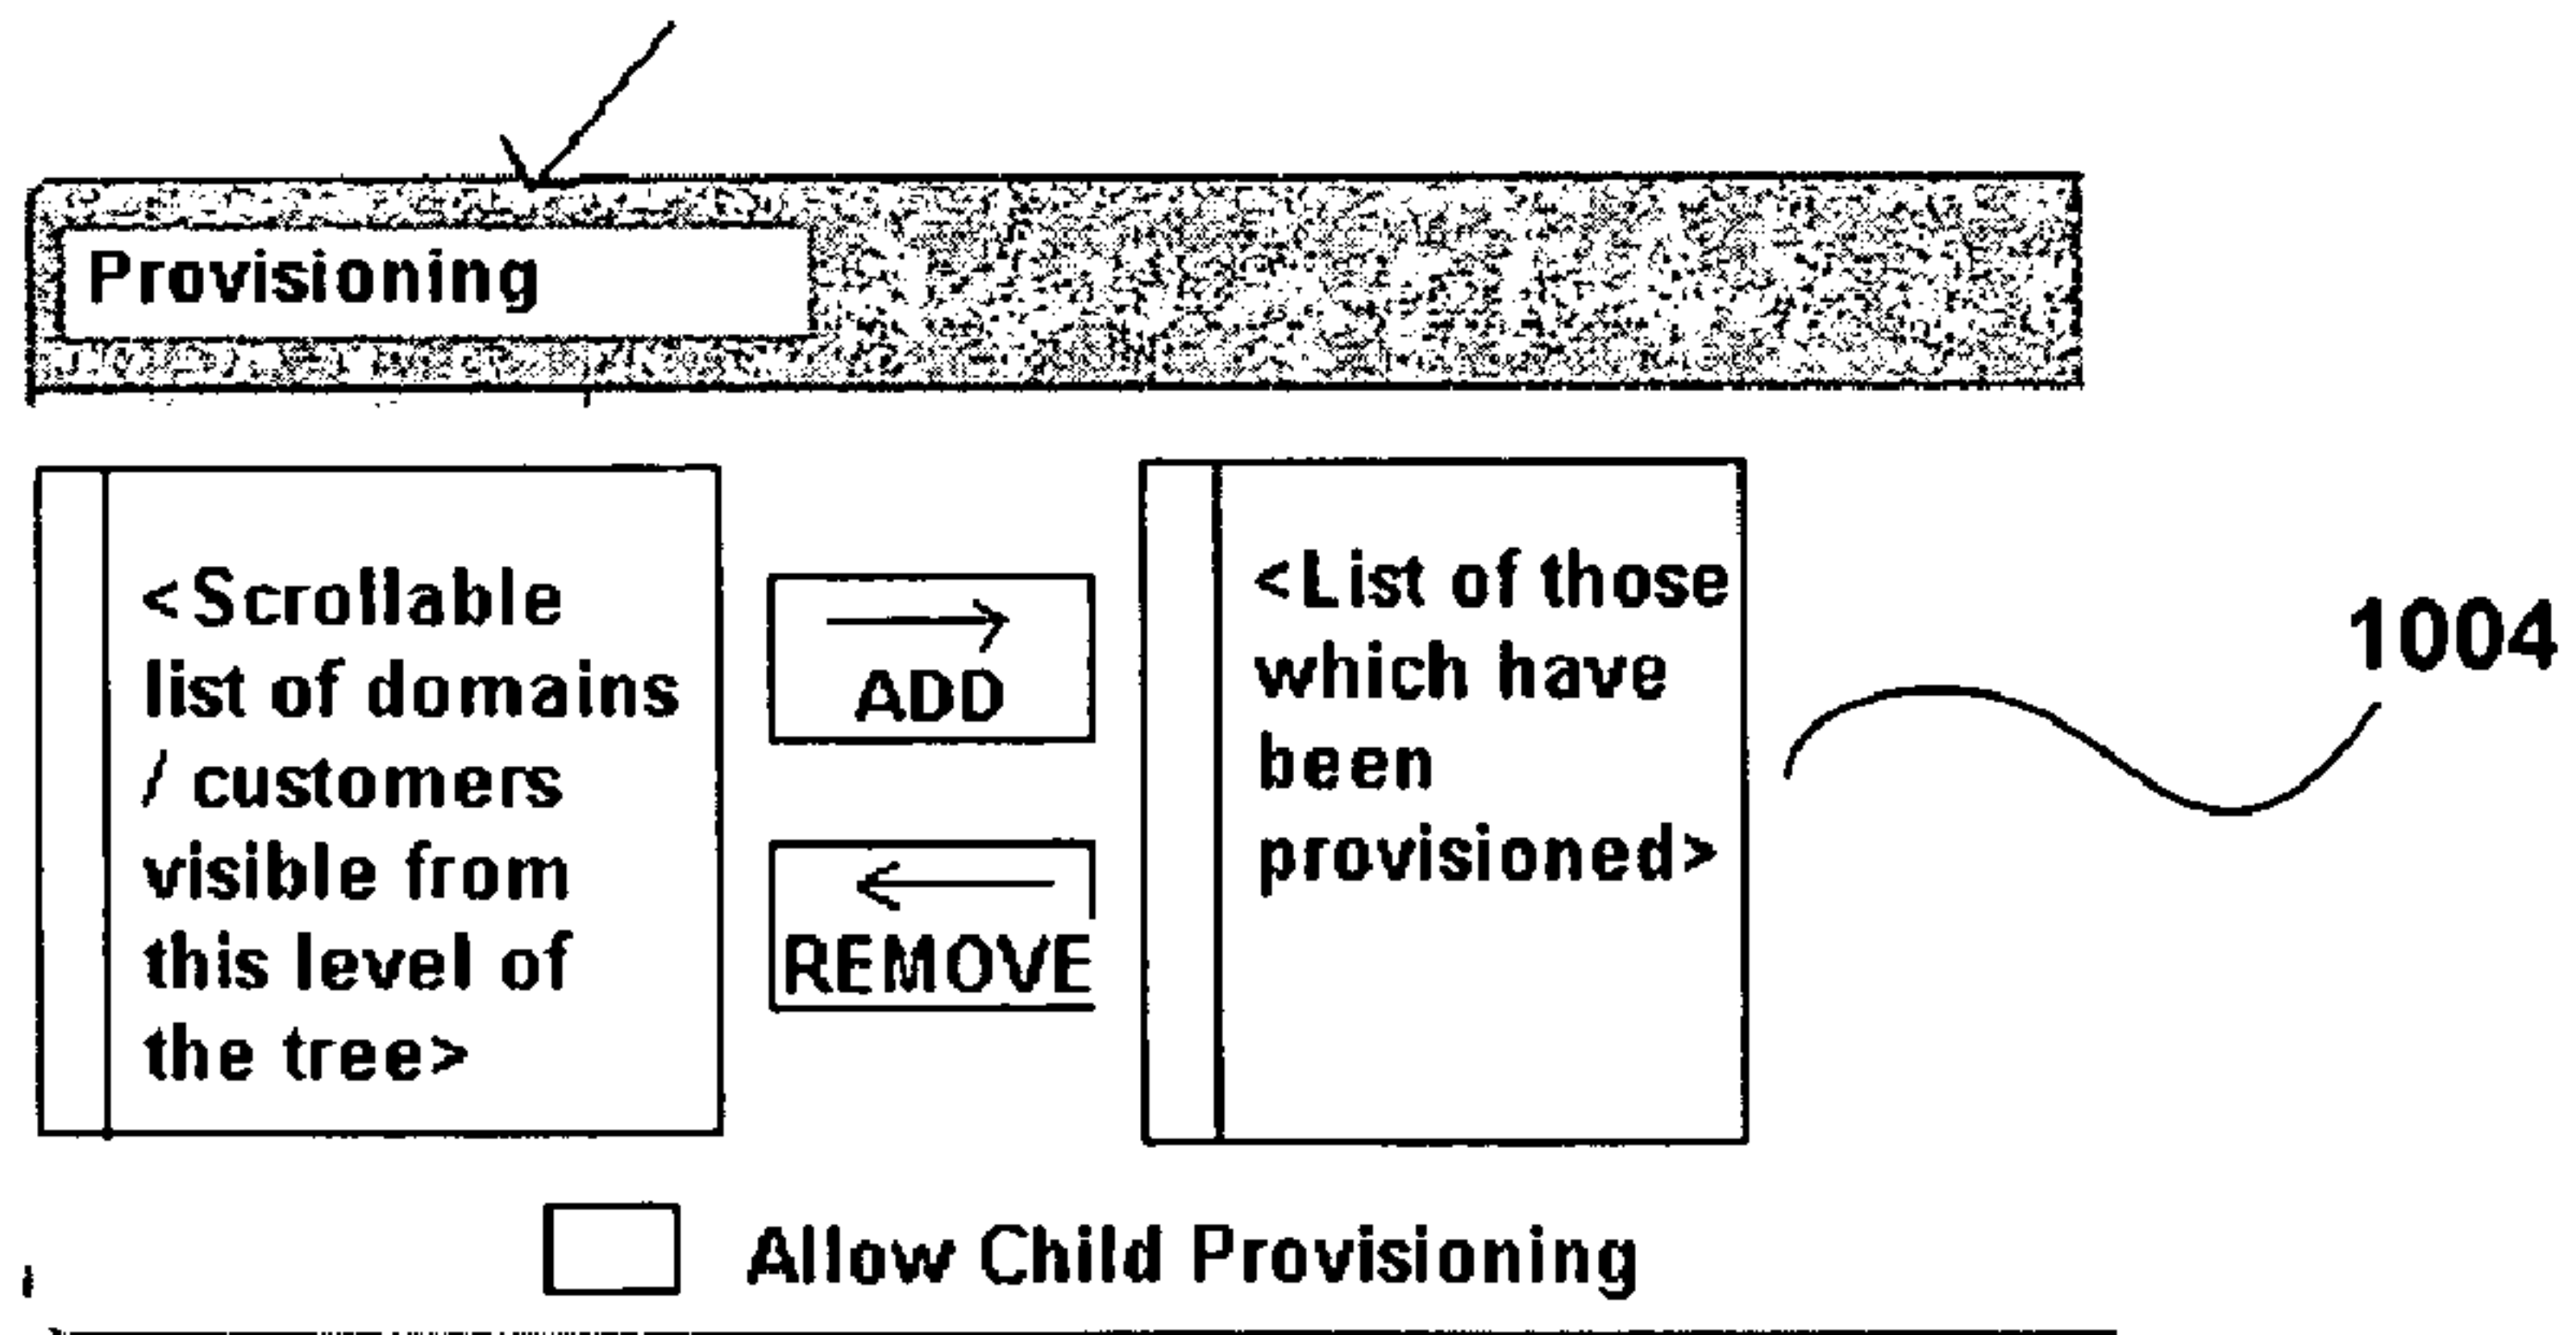 Provisioning
<Scrollable
list of domains
/ customers
visible from
this level of
the tree>
ADD
REMOVE
<List of those
which have
been
provisioned>
1004
Allow Child Provisioning